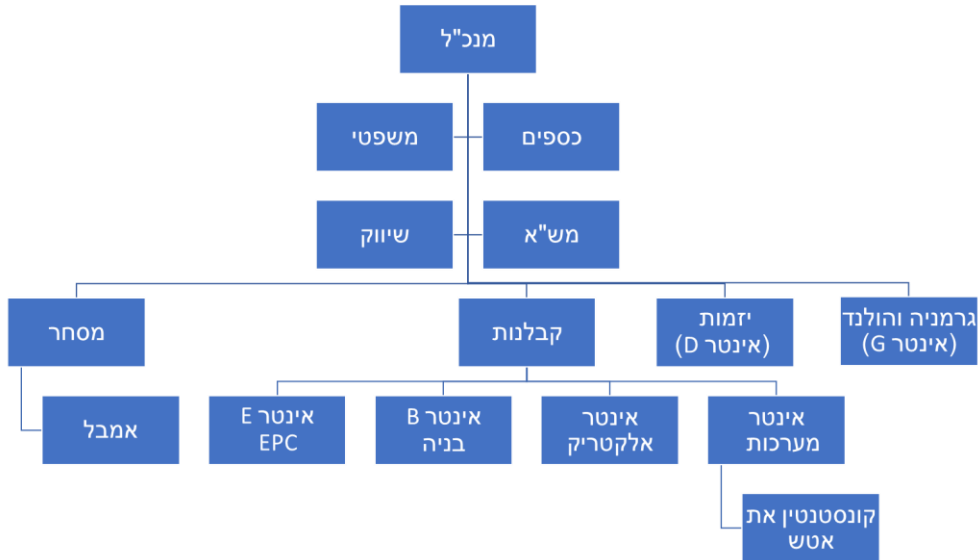 מנכ"ל
כספים
משפטי
מש"א
שיווק
גרמניה והולנד
(אינטר G)
יזמות
(אינטר D)
קבלנות
מסחר
אינטר
מערכות
אינטר
אלקטריק
אינטר B
בניה
אינטר E
EPC
אמבל
קונסטנטין את
אטש